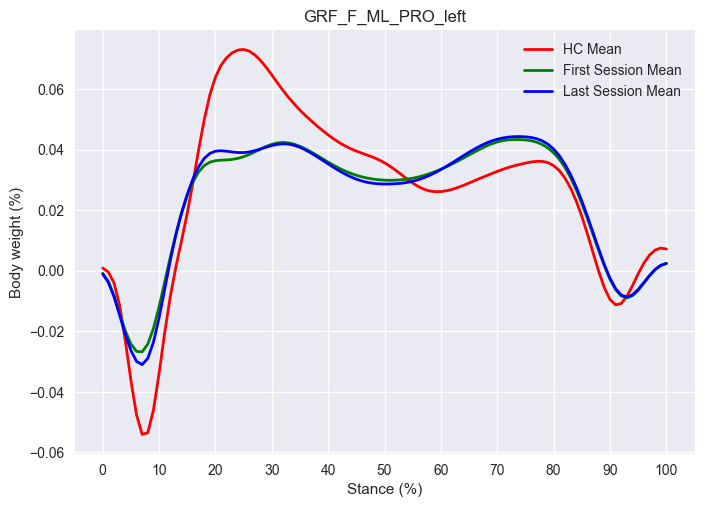 GRF_F_ML_PRO_left
HC Mean
First Session Mean
Last Session Mean
Body weight (%)
0.06
0.04
0.02
0.00
−0.02
−0.04
−0.06
0 10 20 30 40 50 60 70 80 90 100
Stance (%)